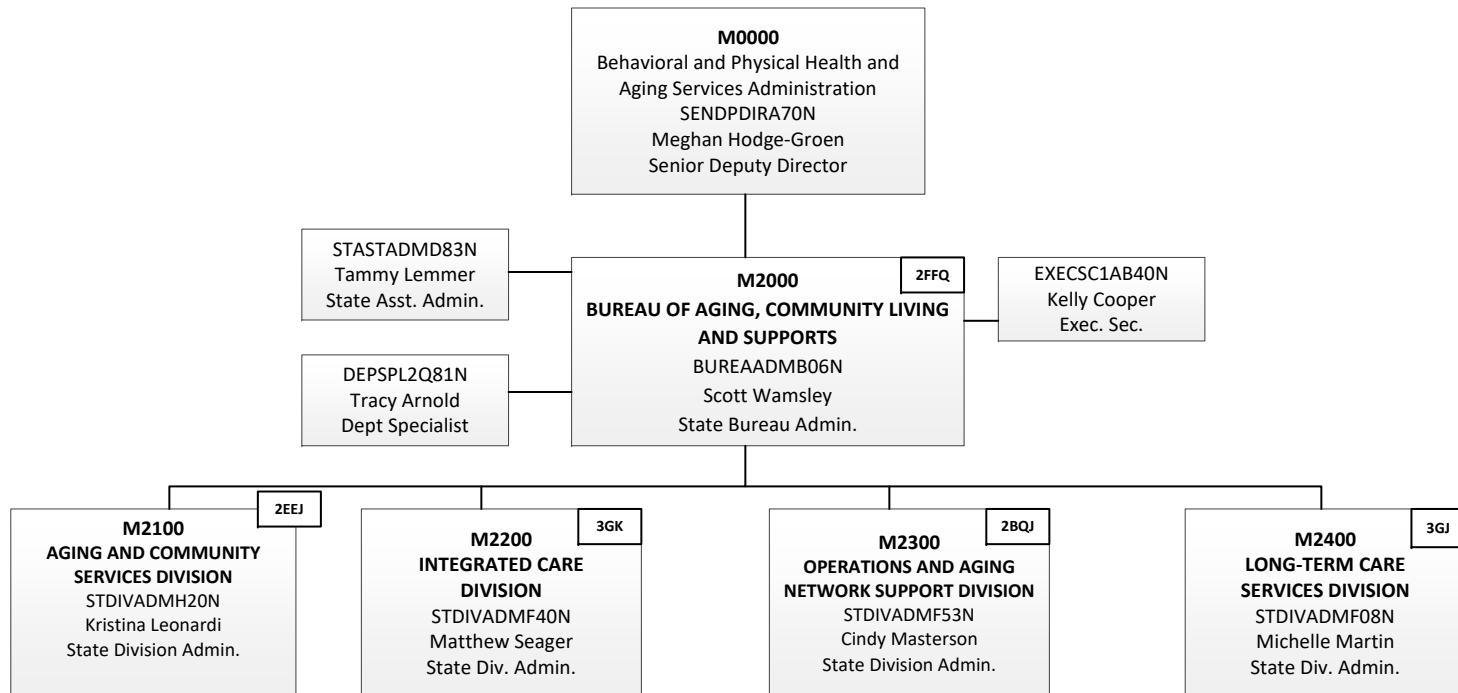 M0000
Behavioral and Physical Health and
Aging Services Administration
SENDPDIRA70N
Meghan Hodge-Groen
Senior Deputy Director
STASTADMD83N
Tammy Lemmer
State Asst. Admin.
2FFQ
M2000
BUREAU OF AGING, COMMUNITY LIVING
AND SUPPORTS
BUREAADMB06N
Scott Wamsley
State Bureau Admin.
EXECSC1AB40N
Kelly Cooper
Exec. Sec.
DEPSPL2Q81N
Tracy Arnold
Dept Specialist
2EEJ
M2100
AGING AND COMMUNITY
SERVICES DIVISION
STDIVADMH20N
Kristina Leonardi
State Division Admin.
3GK
M2200
INTEGRATED CARE
DIVISION
STDIVADMF40N
Matthew Seager
State Div. Admin.
2BQJ
M2300
OPERATIONS AND AGING
NETWORK SUPPORT DIVISION
STDIVADMF53N
Cindy Masterson
State Division Admin.
3GJ
M2400
LONG-TERM CARE
SERVICES DIVISION
STDIVADMF08N
Michelle Martin
State Div. Admin.